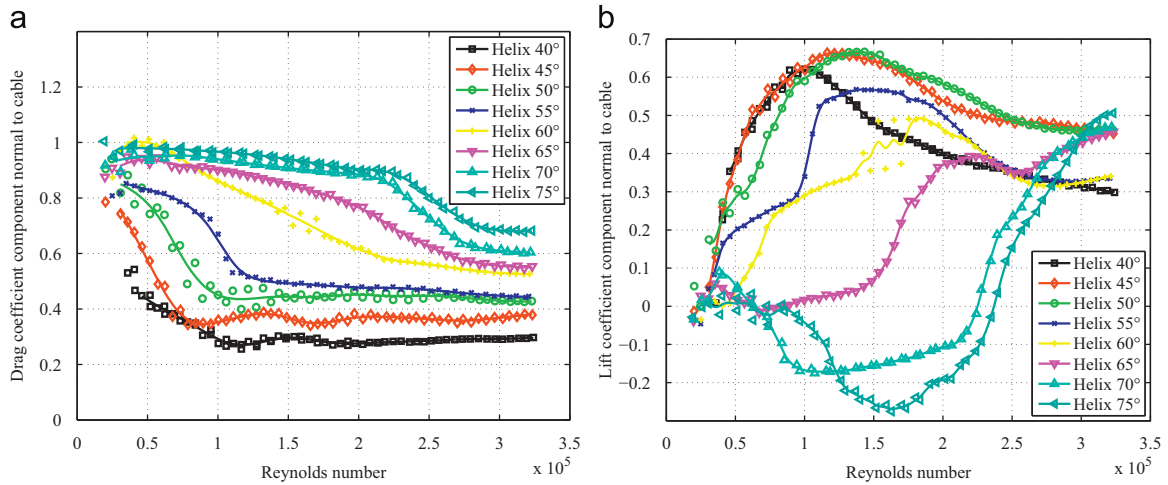 a
Drag coefficient component normal to cable
1.2
1
0.8
0.6
0.4
0.2
0
0
0.5
1
1.5
2
2.5
3
3.5
x 10⁵
Reynolds number
Helix 40°
Helix 45°
Helix 50°
Helix 55°
Helix 60°
Helix 65°
Helix 70°
Helix 75°
b
Lift coefficient component normal to cable
0.7
0.6
0.5
0.4
0.3
0.2
0.1
0
−0.1
−0.2
0
0.5
1
1.5
2
2.5
3
3.5
x 10⁵
Reynolds number
Helix 40°
Helix 45°
Helix 50°
Helix 55°
Helix 60°
Helix 65°
Helix 70°
Helix 75°